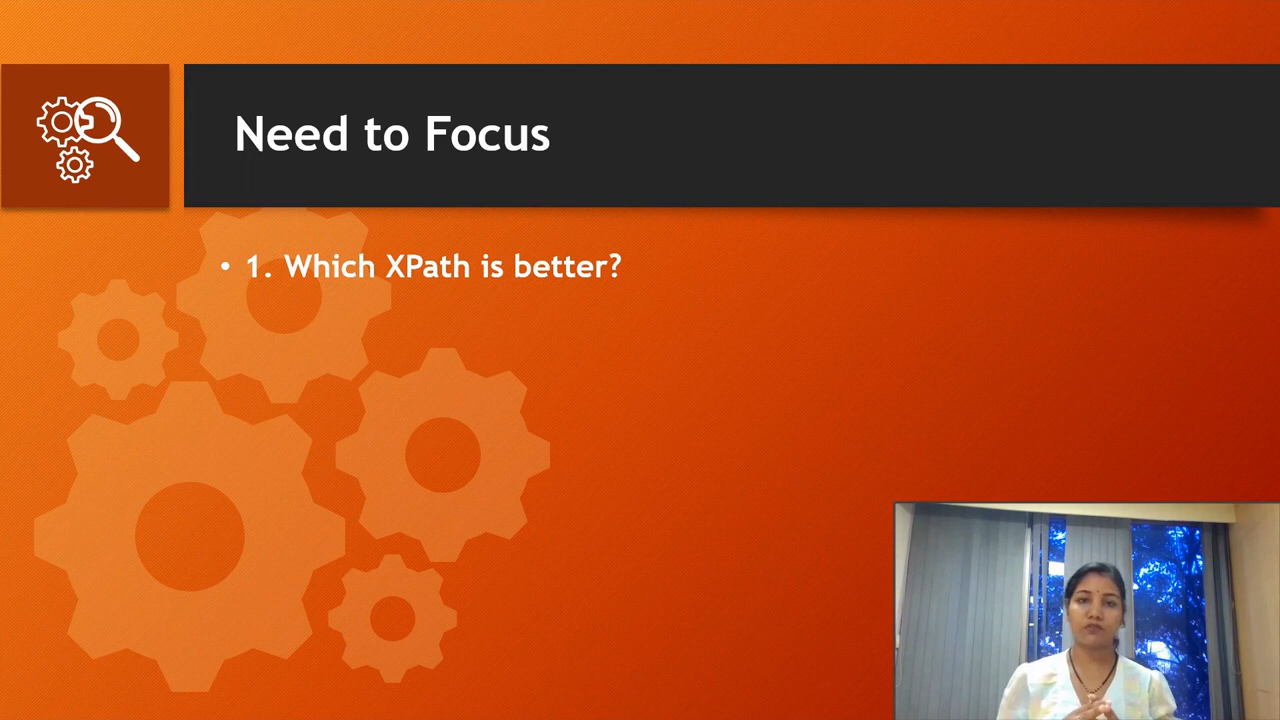 Need to Focus
• 1. Which XPath is better?